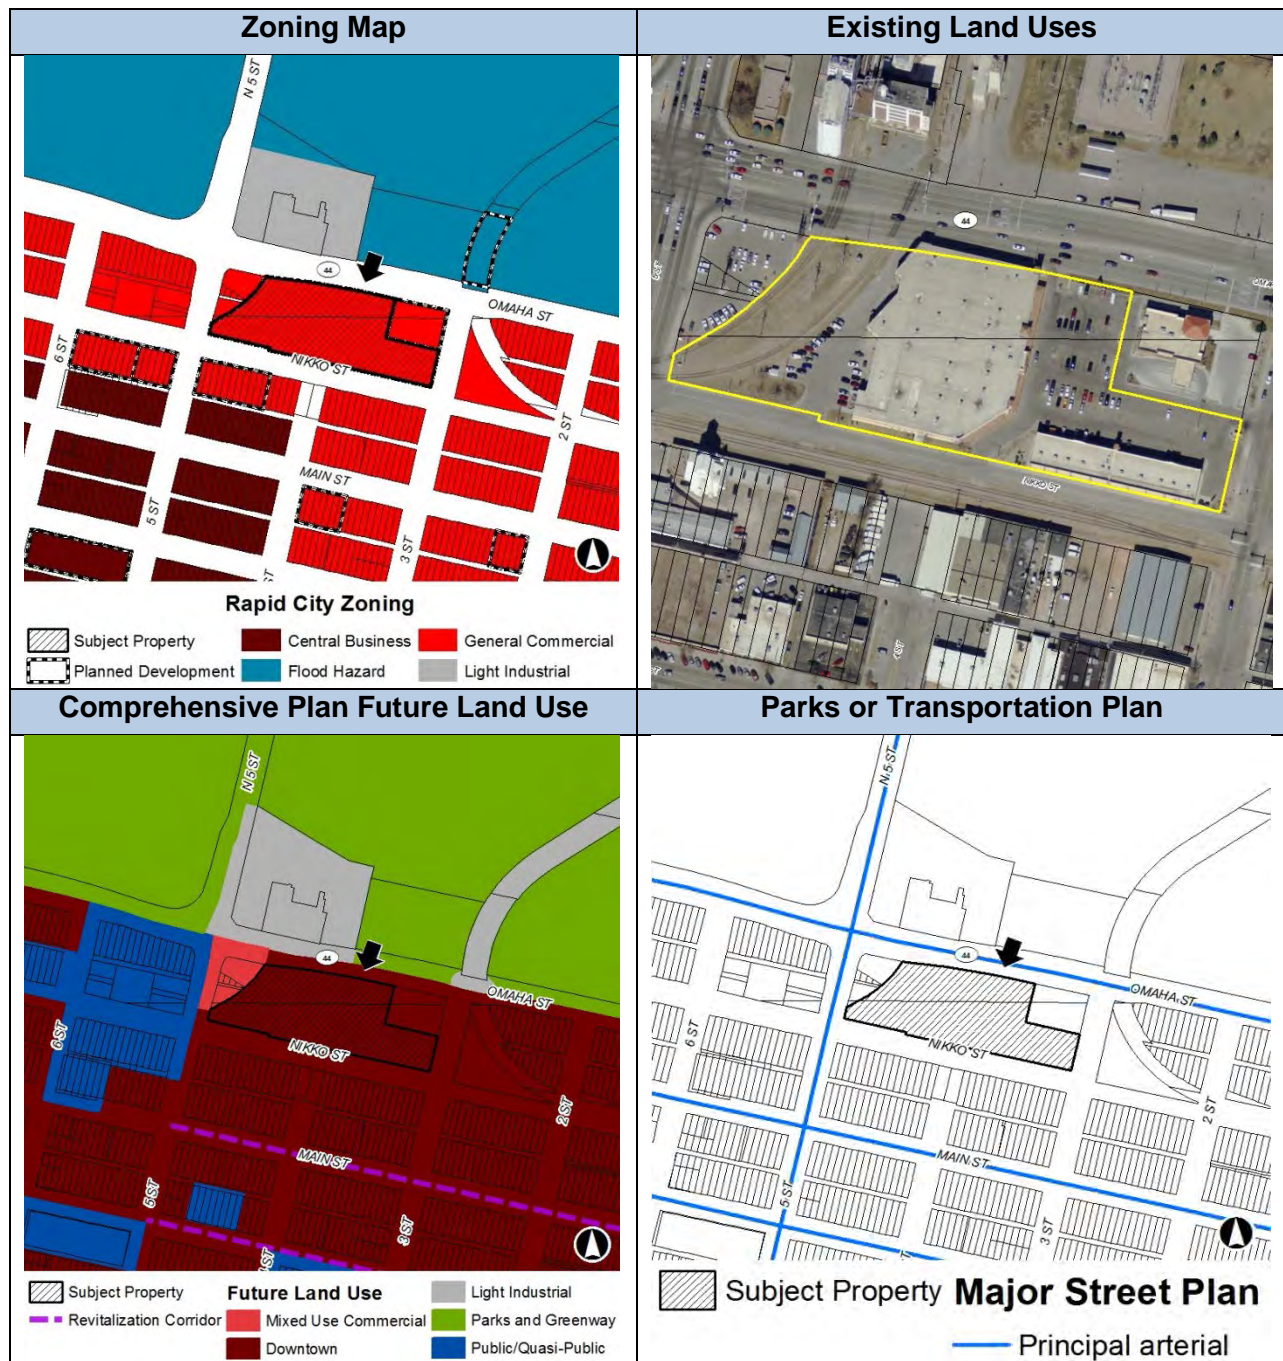 Zoning Map
Existing Land Uses
N 5 ST
44
OMAHA ST
NIKKO ST
6 ST
2 ST
MAIN ST
5 ST
3 ST
ST
Rapid City Zoning
Subject Property
Central Business
General Commercial
Planned Development
Flood Hazard
Light Industrial
44
NIKKO ST
Comprehensive Plan Future Land Use
Parks or Transportation Plan
N 5 ST
44
OMAHA ST
NIKKO ST
6 ST
2 ST
MAIN ST
5 ST
3 ST
ST
Subject Property
Future Land Use
Light Industrial
Revitalization Corridor
Mixed Use Commercial
Parks and Greenway
Downtown
Public/Quasi-Public
N 5 ST
44
OMAHA ST
NIKKO ST
6 ST
2 ST
MAIN ST
5 ST
3 ST
Subject Property
Major Street Plan
Principal arterial